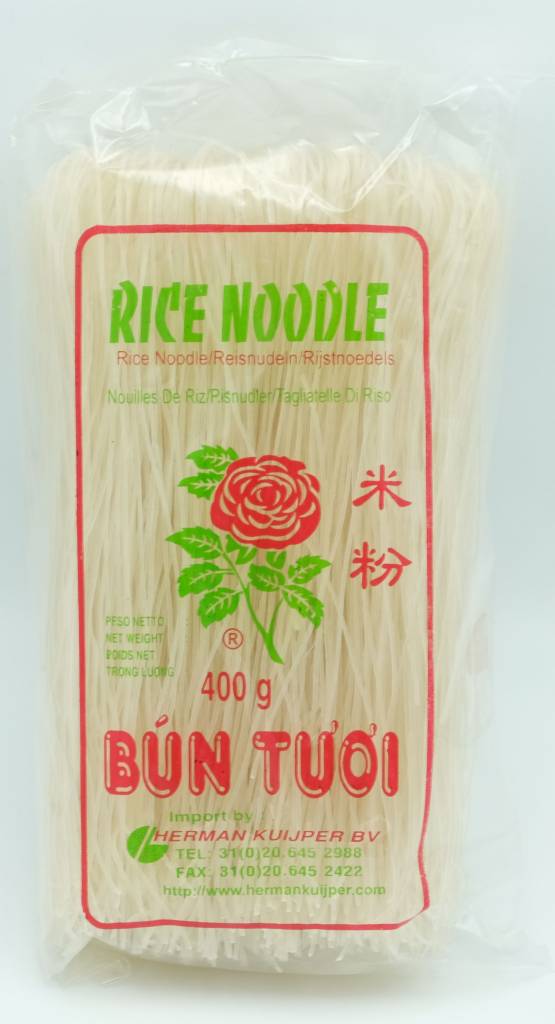 RICE NOODLE
Rice Noodle/Reisnudeln/Rijstnoedels
Nouilles De Riz/Risnudler/Tagliatelle Di Riso
米
粉
PESO NETTO :
NET WEIGHT :
POIDS NET
TRONG LUONG
®
400 g
BÚN TƯƠI
Import by :
HERMAN KUIJPER BV
TEL: 31(0)20.645 2988
FAX: 31(0)20.645 2422
http://www.hermankuijper.com